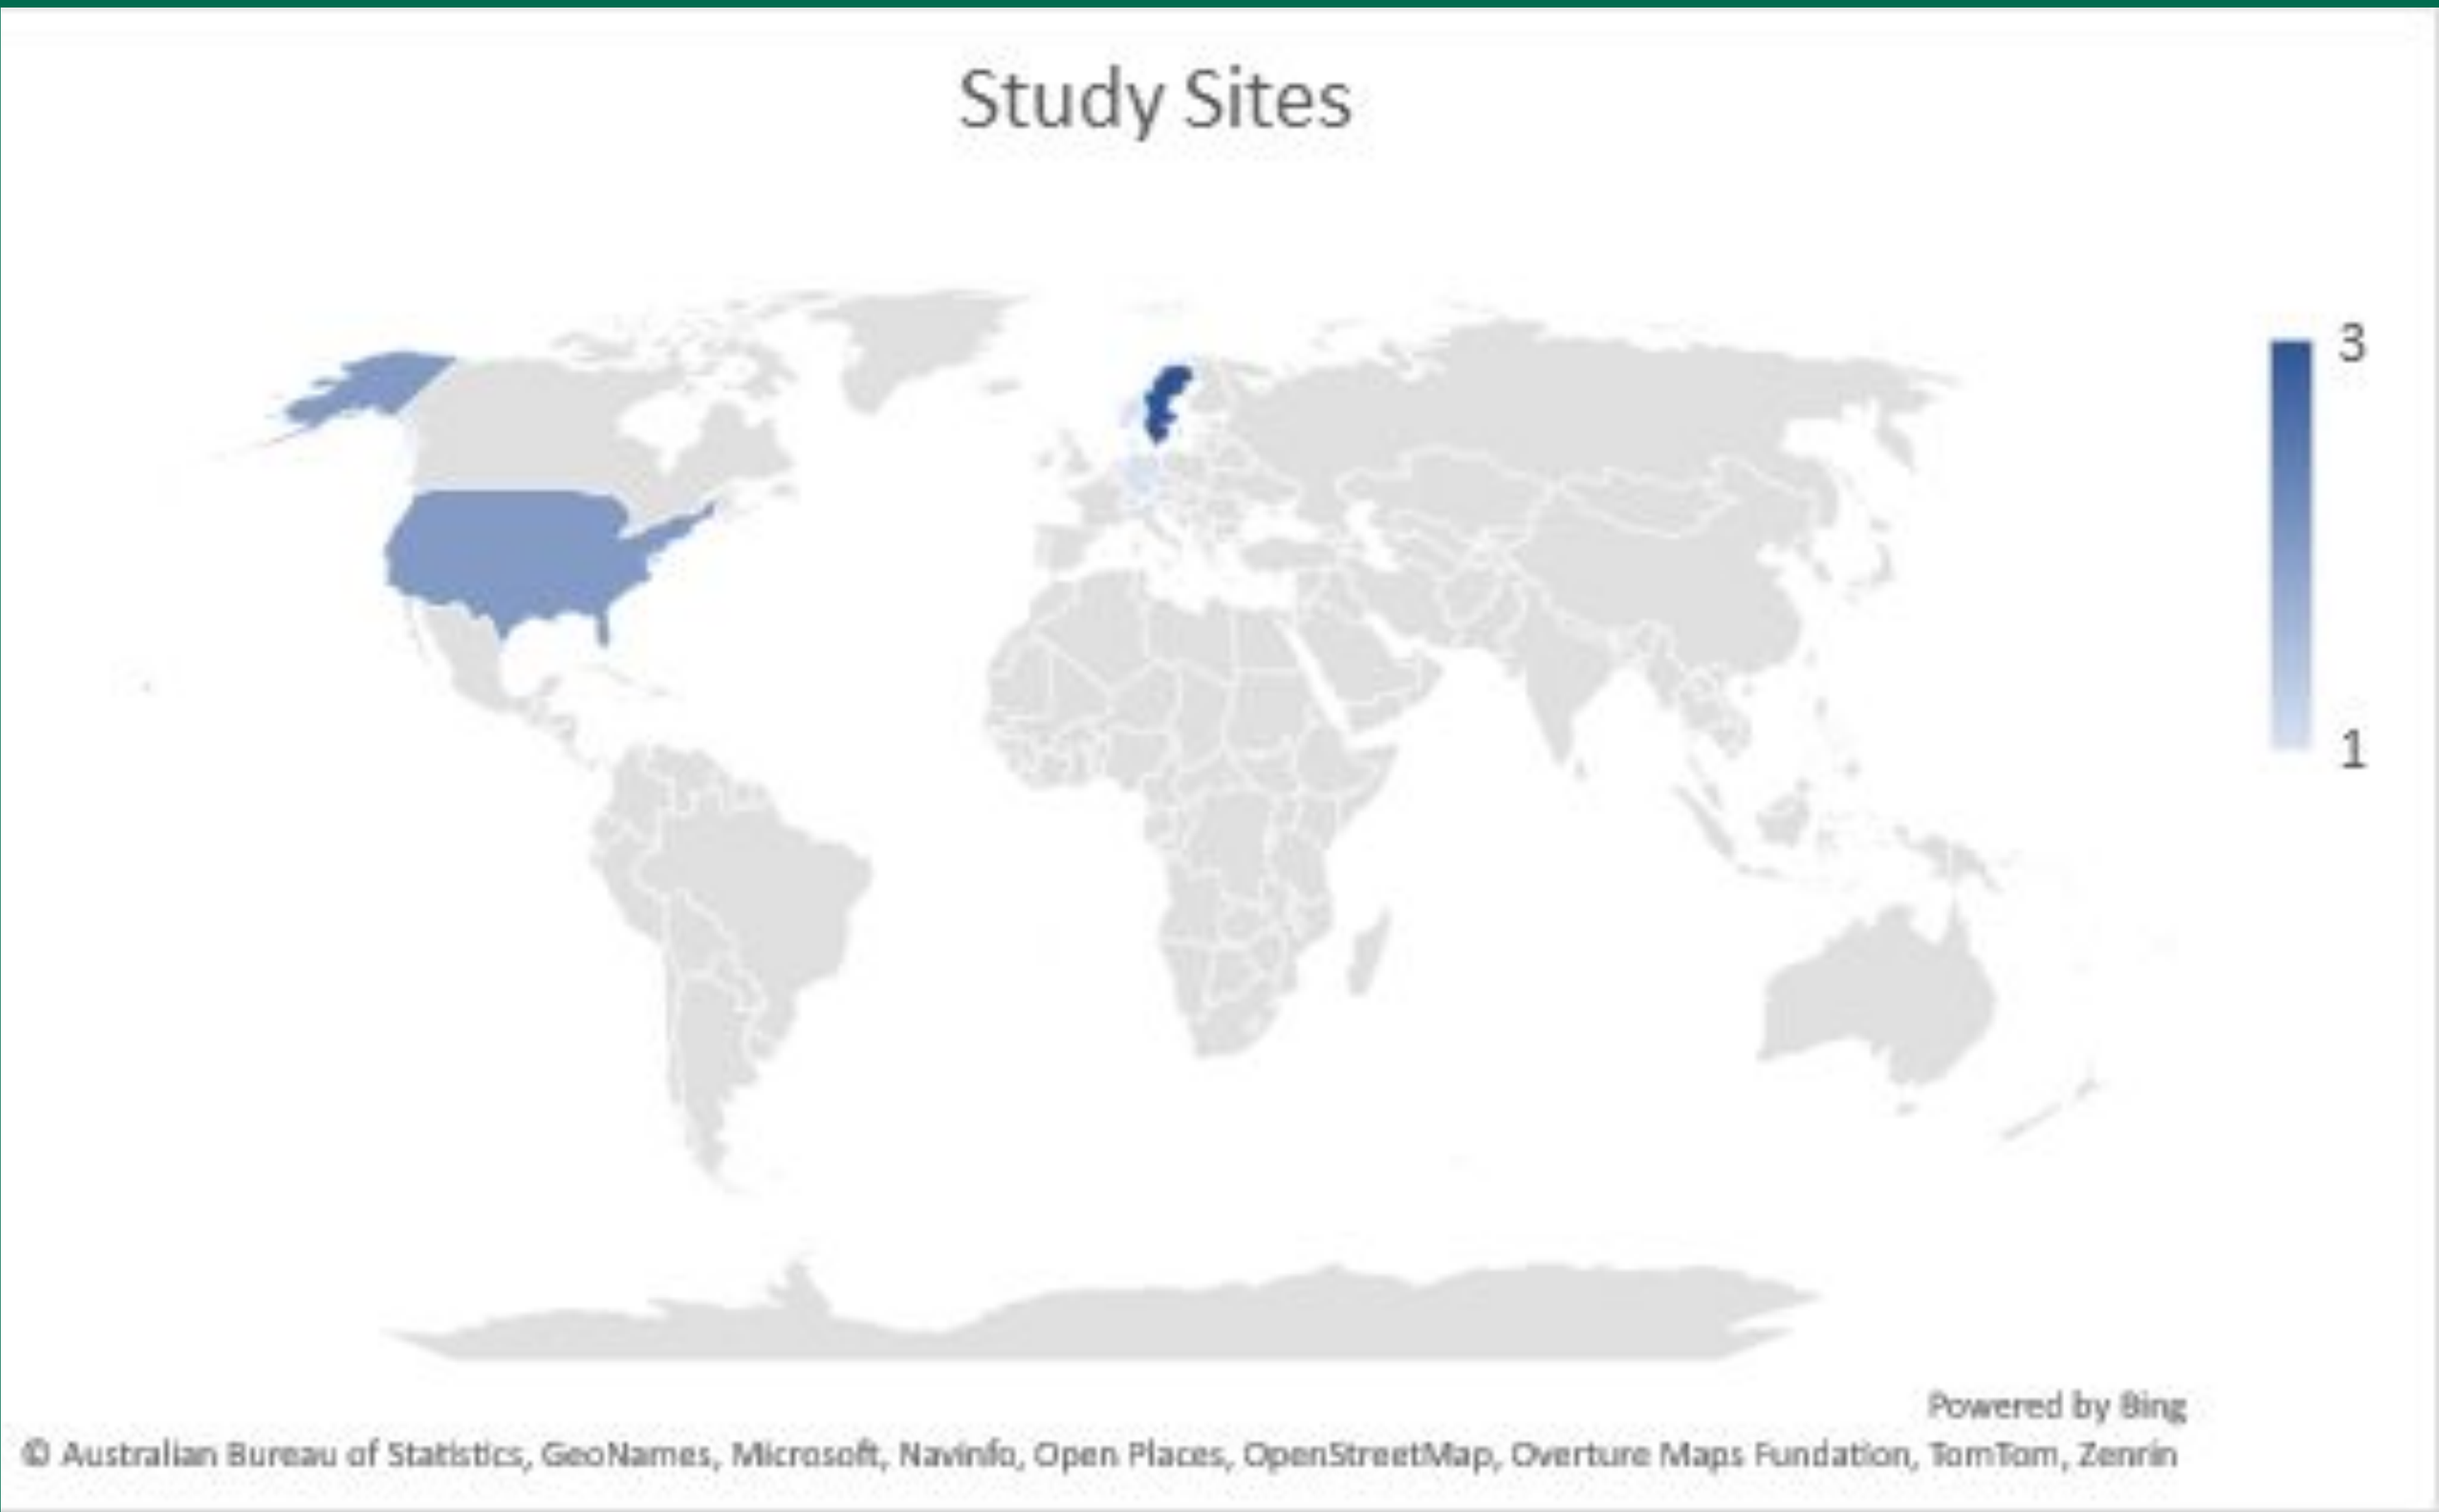 Study Sites
3
1
Powered by Bing
© Australian Bureau of Statistics, GeoNames, Microsoft, Navinfo, Open Places, OpenStreetMap, Overture Maps Fundation, TomTom, Zenrin